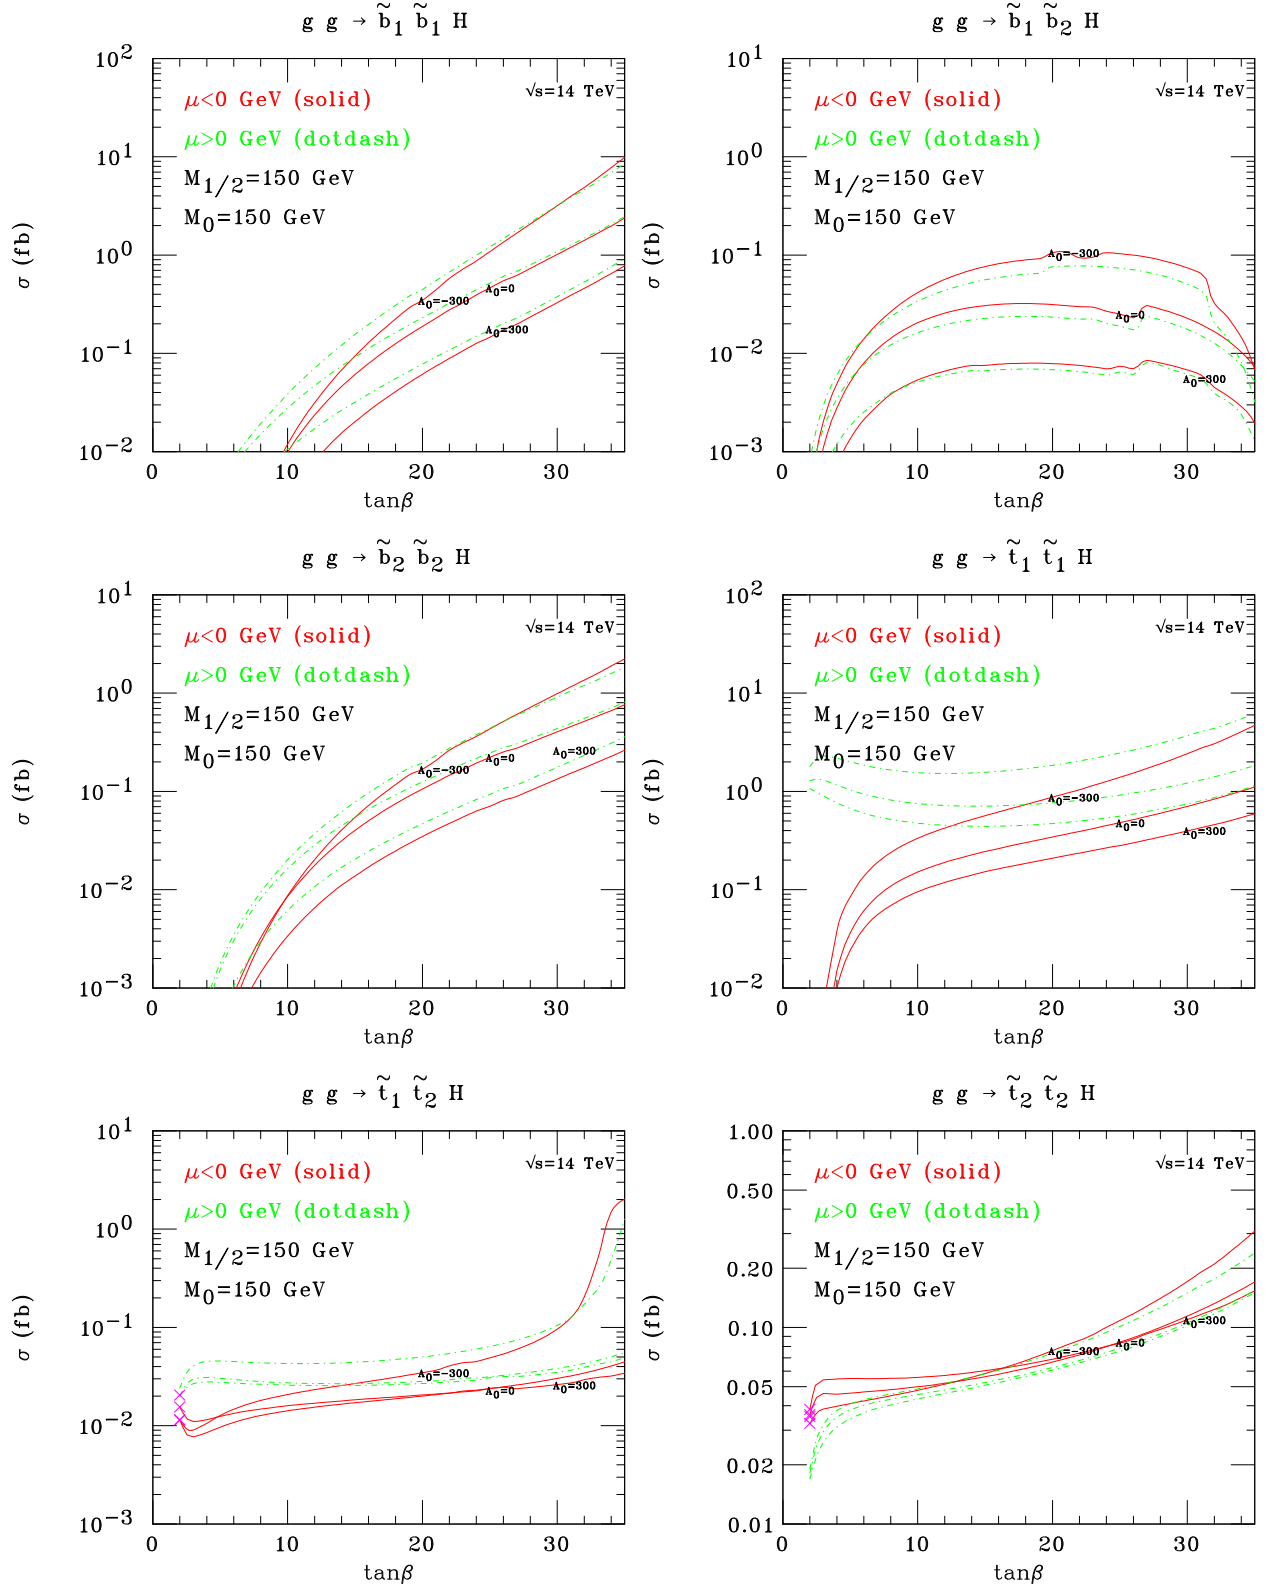 g g → b̃₁ b̃₁ H
10²
√s=14 TeV
μ<0 GeV (solid)
μ>0 GeV (dotdash)
10¹
M₁/₂=150 GeV
M₀=150 GeV
σ (fb)
10⁰
A₀=−300
A₀=0
A₀=300
10⁻¹
10⁻²
0 10 20 30
tanβ
g g → b̃₁ b̃₂ H
10¹
√s=14 TeV
μ<0 GeV (solid)
μ>0 GeV (dotdash)
10⁰
M₁/₂=150 GeV
M₀=150 GeV
σ (fb)
10⁻¹
A₀=−300
A₀=0
10⁻²
A₀=300
10⁻³
0 10 20 30
tanβ
g g → b̃₂ b̃₂ H
10¹
√s=14 TeV
μ<0 GeV (solid)
μ>0 GeV (dotdash)
10⁰
M₁/₂=150 GeV
M₀=150 GeV
σ (fb)
A₀=−300
A₀=0
A₀=300
10⁻¹
10⁻²
10⁻³
0 10 20 30
tanβ
g g → t̃₁ t̃₁ H
10²
√s=14 TeV
μ<0 GeV (solid)
μ>0 GeV (dotdash)
10¹
M₁/₂=150 GeV
M₀=150 GeV
σ (fb)
10⁰
A₀=−300
A₀=0
A₀=300
10⁻¹
10⁻²
0 10 20 30
tanβ
g g → t̃₁ t̃₂ H
10¹
√s=14 TeV
μ<0 GeV (solid)
μ>0 GeV (dotdash)
10⁰
M₁/₂=150 GeV
M₀=150 GeV
σ (fb)
10⁻¹
A₀=−300
A₀=0
A₀=300
10⁻²
10⁻³
0 10 20 30
tanβ
g g → t̃₂ t̃₂ H
1.00
√s=14 TeV
μ<0 GeV (solid)
0.50
μ>0 GeV (dotdash)
M₁/₂=150 GeV
0.20
M₀=150 GeV
σ (fb)
0.10
A₀=−300
A₀=0
A₀=300
0.05
0.02
0.01
0 10 20 30
tanβ